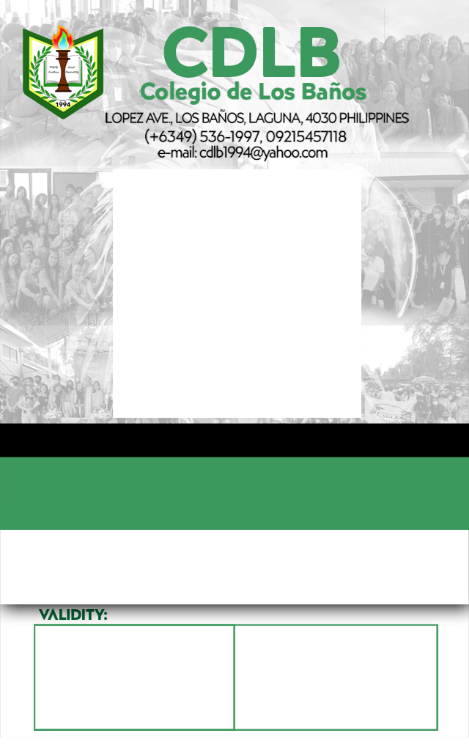 CDLB
Colegio de Los Baños
LOPEZ AVE., LOS BAÑOS, LAGUNA, 4030 PHILIPPINES
(+6349) 536-1997, 09215457118
e-mail: cdlb1994@yahoo.com
1994
VALIDITY: